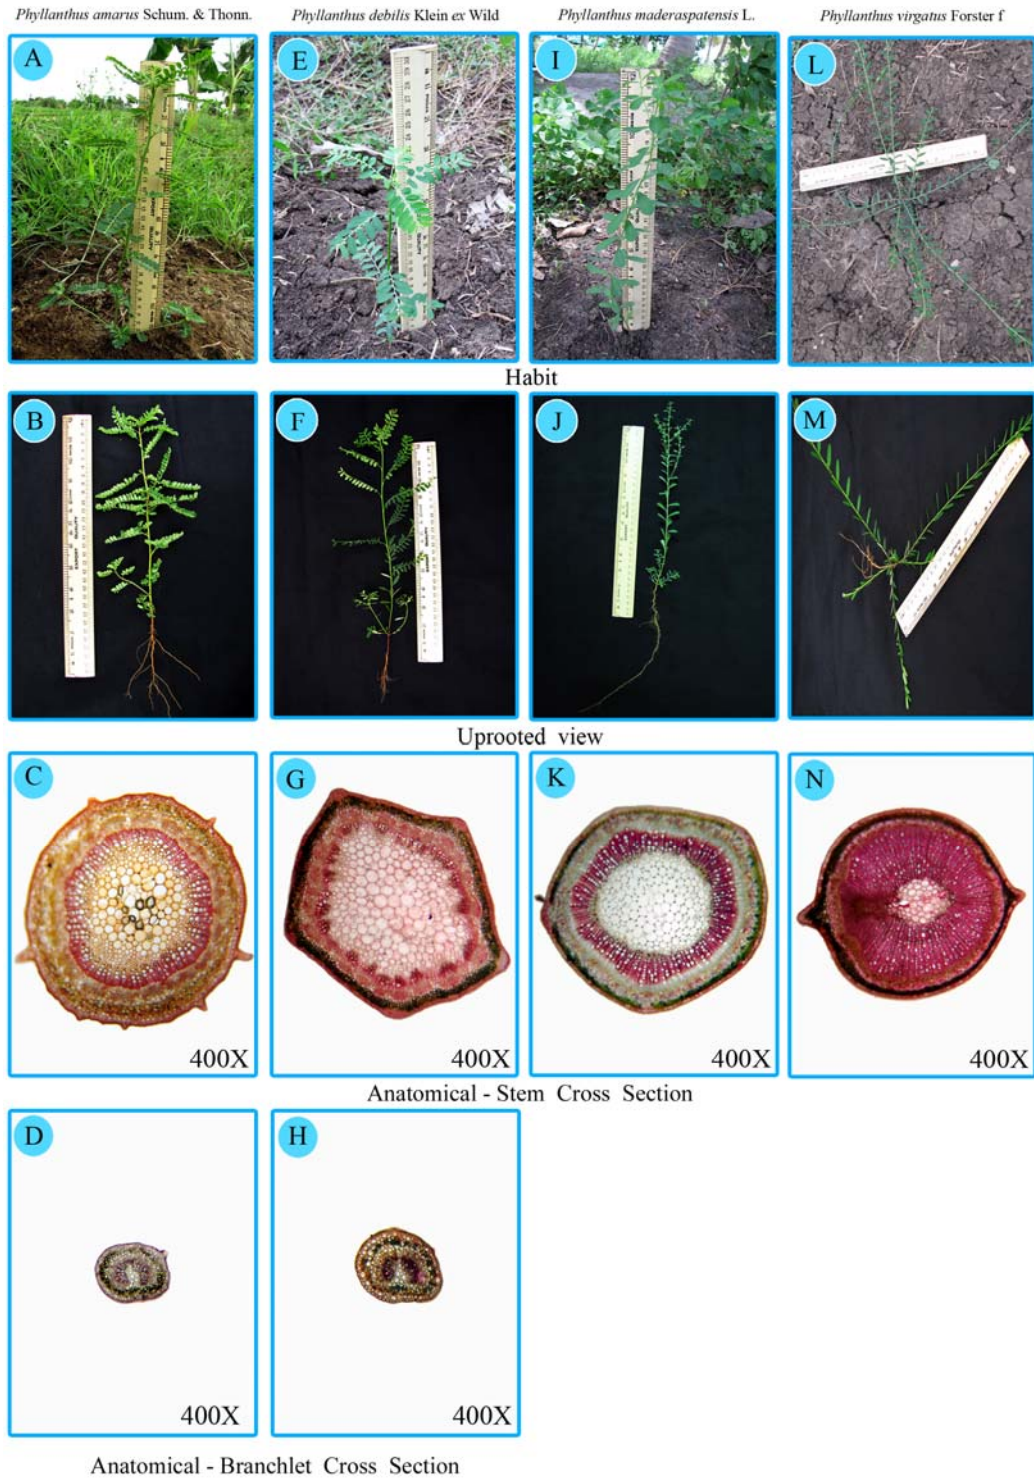 Phyllanthus amarus Schum. & Thonn.
Phyllanthus debilis Klein ex Wild
Phyllanthus maderaspatensis L.
Phyllanthus virgatus Forster f
A
E
I
L
Habit
B
F
J
M
Uprooted view
C
G
K
N
400X
400X
400X
400X
Anatomical - Stem Cross Section
D
H
400X
400X
Anatomical - Branchlet Cross Section